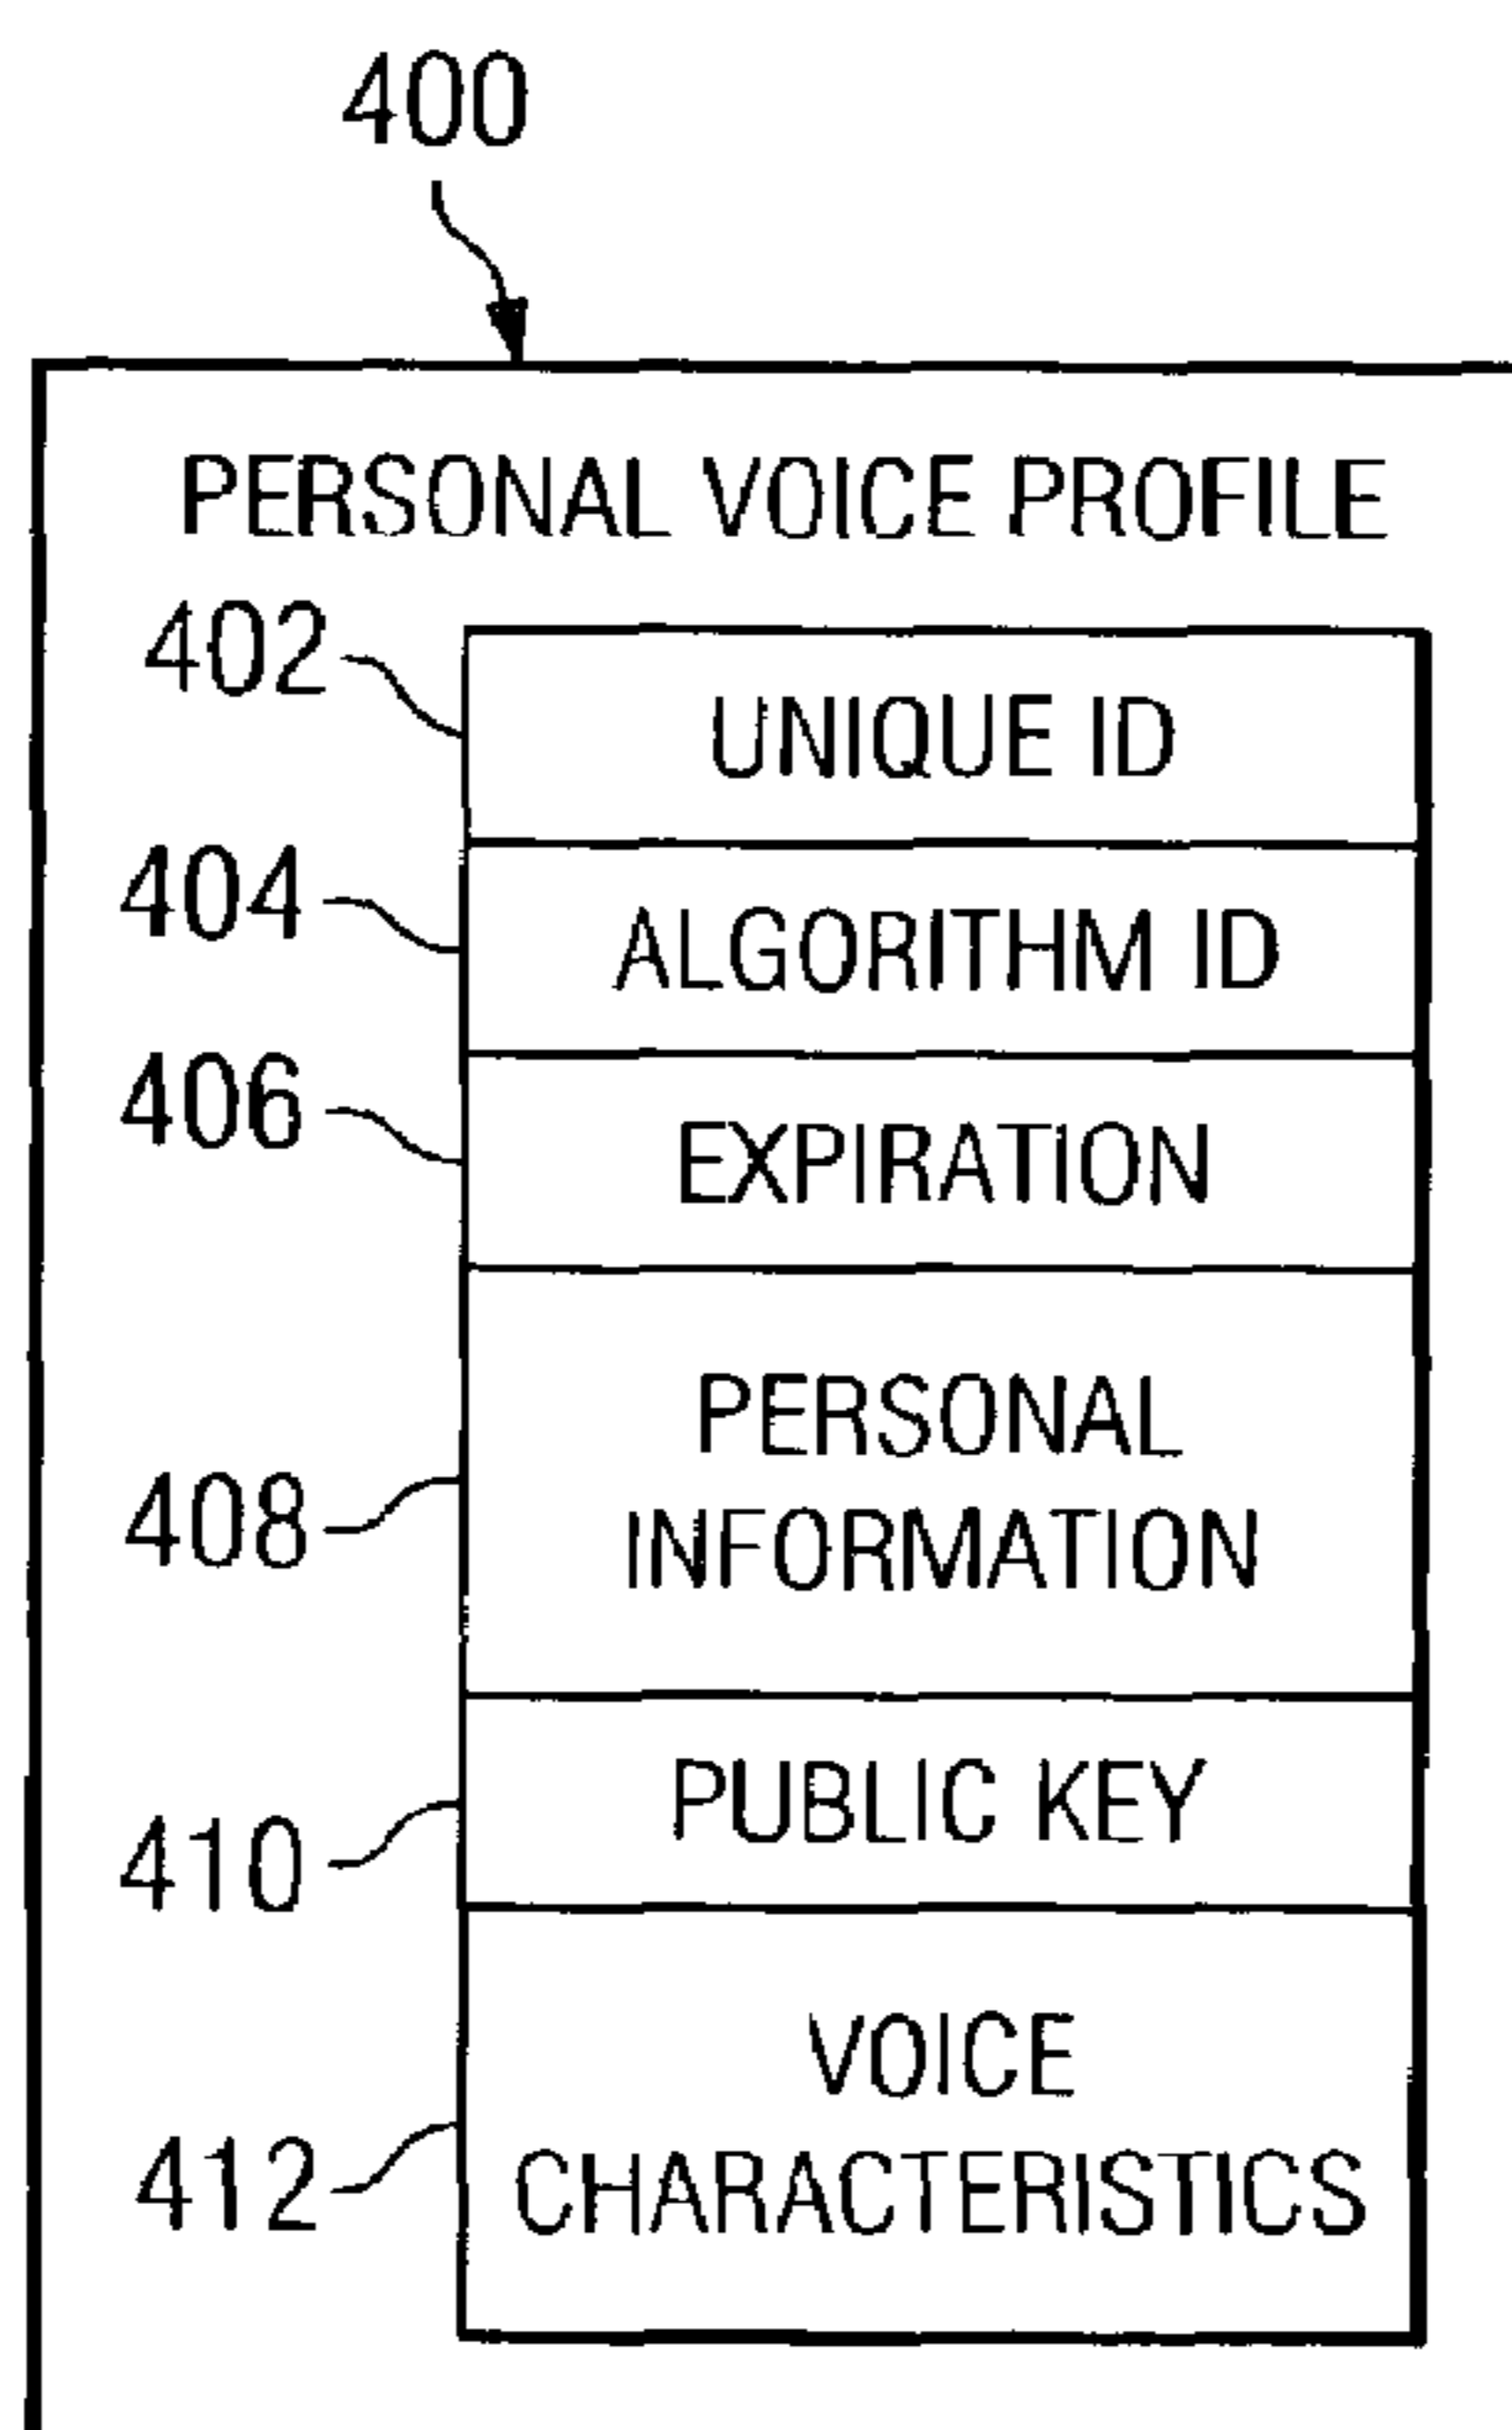 400
PERSONAL VOICE PROFILE
402
UNIQUE ID
404
ALGORITHM ID
406
EXPIRATION
408
PERSONAL
INFORMATION
410
PUBLIC KEY
412
VOICE
CHARACTERISTICS